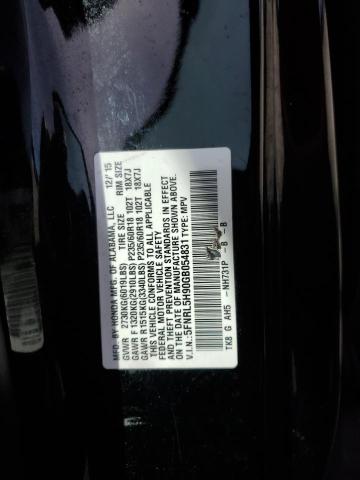 MFD BY HONDA MFG. OF ALABAMA, LLC 12/'15
TIRE SIZE RIM SIZE
GVWR 2730KG(6019LBS)
GAWR F 1320KG(2910LBS) P235/60R18 102T 18X7J
GAWR R 1515KG(3340LBS) P235/60R18 102T 18X7J
THIS VEHICLE CONFORMS TO ALL APPLICABLE
FEDERAL MOTOR VEHICLE SAFETY
AND THEFT PREVENTION STANDARDS IN EFFECT
ON THE DATE OF MANUFACTURE SHOWN ABOVE.
V.I.N.: 5FNRL5H90GB054831 TYPE: MPV
TK8 G AH5 -NH731P -B -B